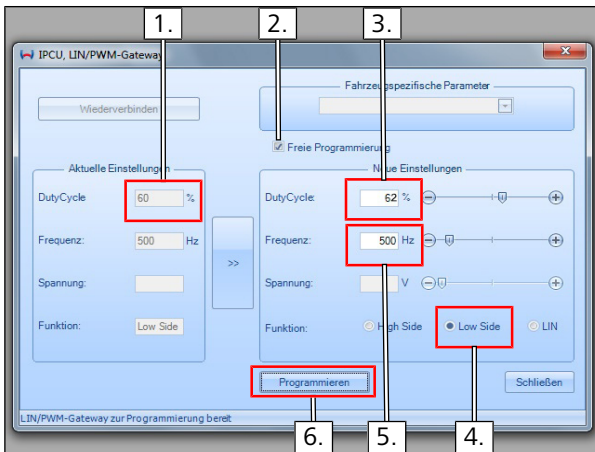 1. 2. 3.
IPCU, LIN/PWM-Gateway
Wiederverbinden
Fahrzeugspezifische Parameter
Freie Programmierung
Aktuelle Einstellungen
DutyCycle 60 %
Frequenz: 500 Hz
Spannung:
Funktion: Low Side
>>
Neue Einstellungen
DutyCycle: 62 %
Frequenz: 500 Hz
Spannung: V
Funktion: High Side Low Side LIN
Programmieren
Schließen
LIN/PWM-Gateway zur Programmierung bereit
6. 5. 4.